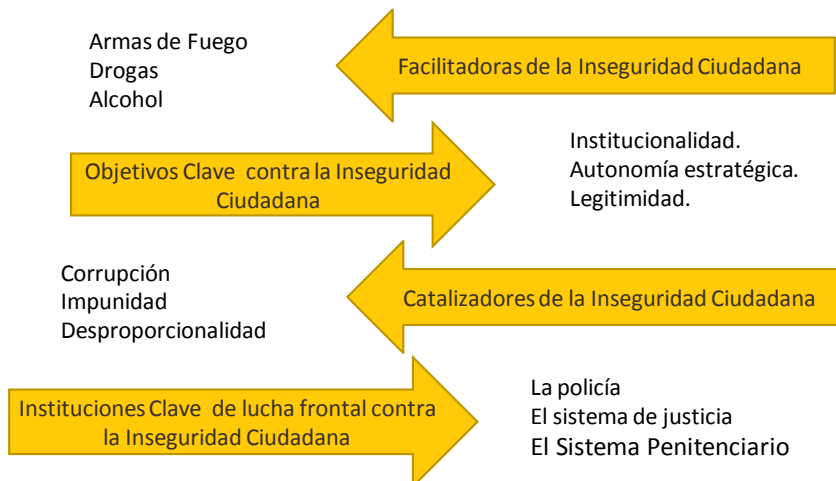 Armas de Fuego
Drogas
Alcohol
Facilitadoras de la Inseguridad Ciudadana
Objetivos Clave contra la Inseguridad
Ciudadana
Institucionalidad.
Autonomía estratégica.
Legitimidad.
Corrupción
Impunidad
Desproporcionalidad
Catalizadores de la Inseguridad Ciudadana
Instituciones Clave de lucha frontal contra
la Inseguridad Ciudadana
La policía
El sistema de justicia
El Sistema Penitenciario